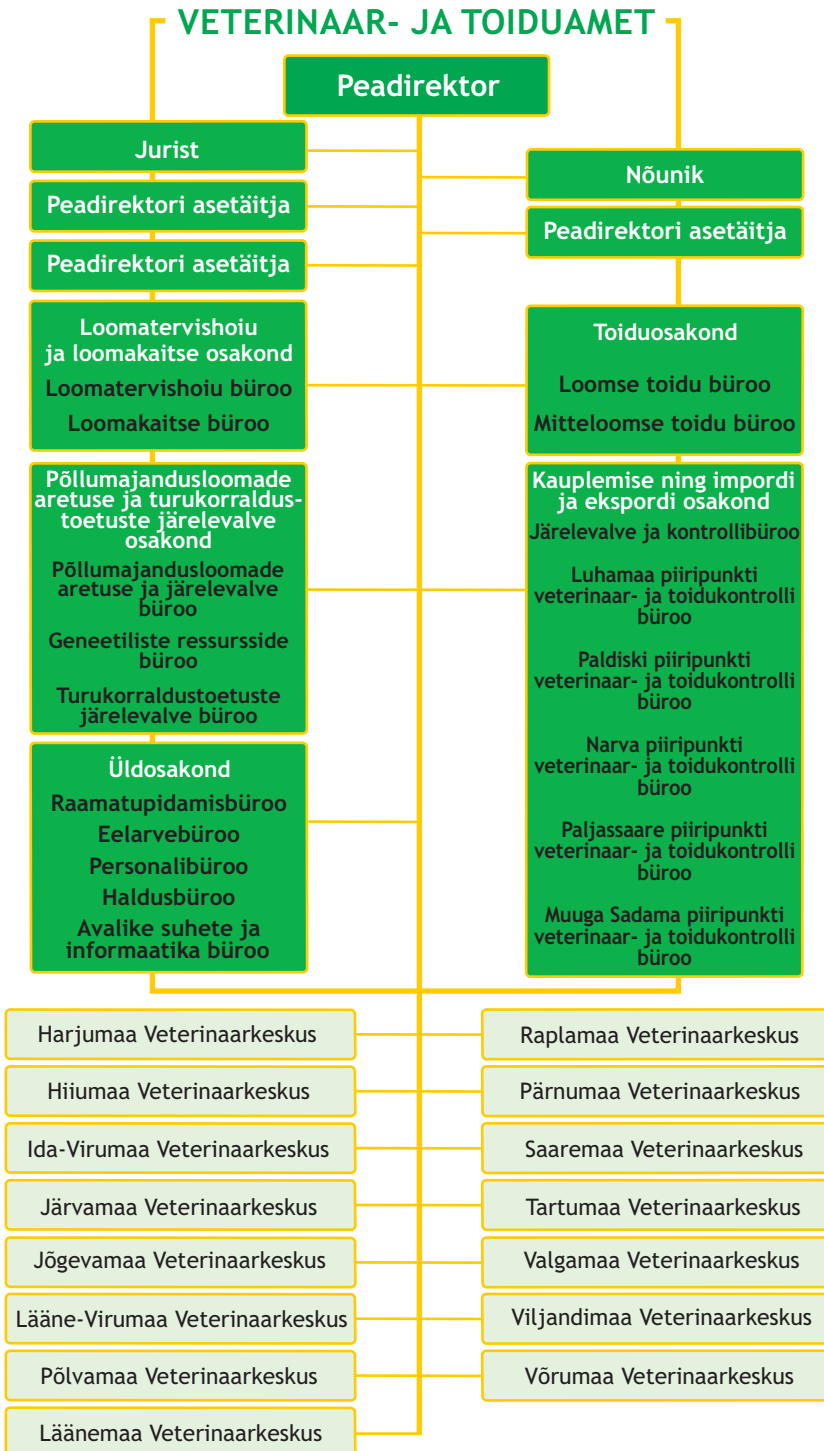 VETERINAAR- JA TOIDUAMET
Peadirektor
Jurist
Peadirektori asetäitja
Peadirektori asetäitja
Nõunik
Peadirektori asetäitja
Loomatervishoiu
ja loomakaitse osakond
Loomatervishoiu büroo
Loomakaitse büroo
Toiduosakond
Loomse toidu büroo
Mitteloomse toidu büroo
Põllumajandusloomade
aretuse ja turukorraldus-
toetuste järelevalve
osakond
Põllumajandusloomade
aretuse ja järelevalve
büroo
Geneetiliste ressursside
büroo
Turukorraldustoetuste
järelevalve büroo
Kauplemise ning impordi
ja ekspordi osakond
Järelevalve ja kontrollibüroo
Luhamaa piiripunkti
veterinaar- ja toidukontrolli
büroo
Paldiski piiripunkti
veterinaar- ja toidukontrolli
büroo
Narva piiripunkti
veterinaar- ja toidukontrolli
büroo
Paljassaare piiripunkti
veterinaar- ja toidukontrolli
büroo
Muuga Sadama piiripunkti
veterinaar- ja toidukontrolli
büroo
Üldosakond
Raamatupidamisbüroo
Eelarvebüroo
Personalibüroo
Haldusbüroo
Avalike suhete ja
informaatika büroo
Harjumaa Veterinaarkeskus
Hiiumaa Veterinaarkeskus
Ida-Virumaa Veterinaarkeskus
Järvamaa Veterinaarkeskus
Jõgevamaa Veterinaarkeskus
Lääne-Virumaa Veterinaarkeskus
Põlvamaa Veterinaarkeskus
Läänemaa Veterinaarkeskus
Raplamaa Veterinaarkeskus
Pärnumaa Veterinaarkeskus
Saaremaa Veterinaarkeskus
Tartumaa Veterinaarkeskus
Valgamaa Veterinaarkeskus
Viljandimaa Veterinaarkeskus
Võrumaa Veterinaarkeskus